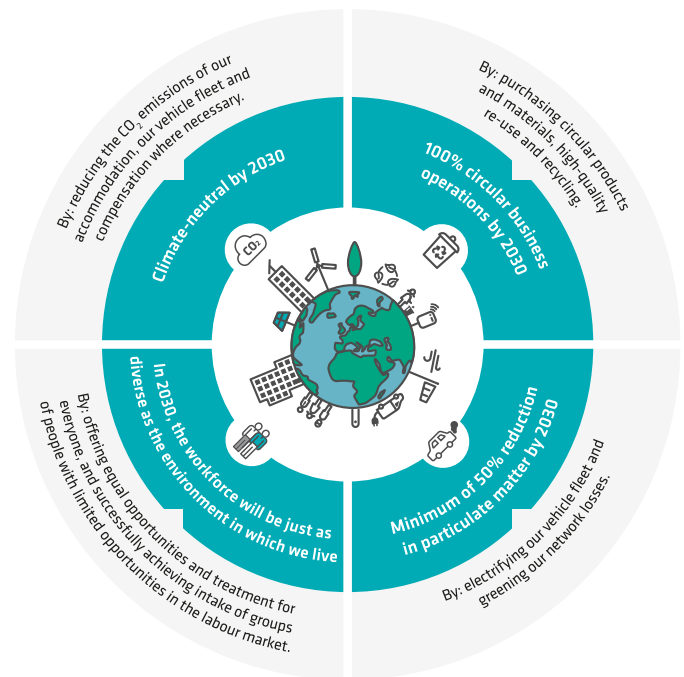 By: reducing the CO2 emissions of our
accommodation, our vehicle fleet and
compensation where necessary.
Climate-neutral by 2030
CO2
By: purchasing circular products
and materials, high-quality
re-use and recycling.
100% circular business
operations by 2030
In 2030, the workforce will be just as
diverse as the environment in which we live
By: offering equal opportunities and treatment for
everyone, and successfully achieving intake of groups
of people with limited opportunities in the labour market.
Minimum of 50% reduction
in particulate matter by 2030
By: electrifying our vehicle fleet and
greening our network losses.